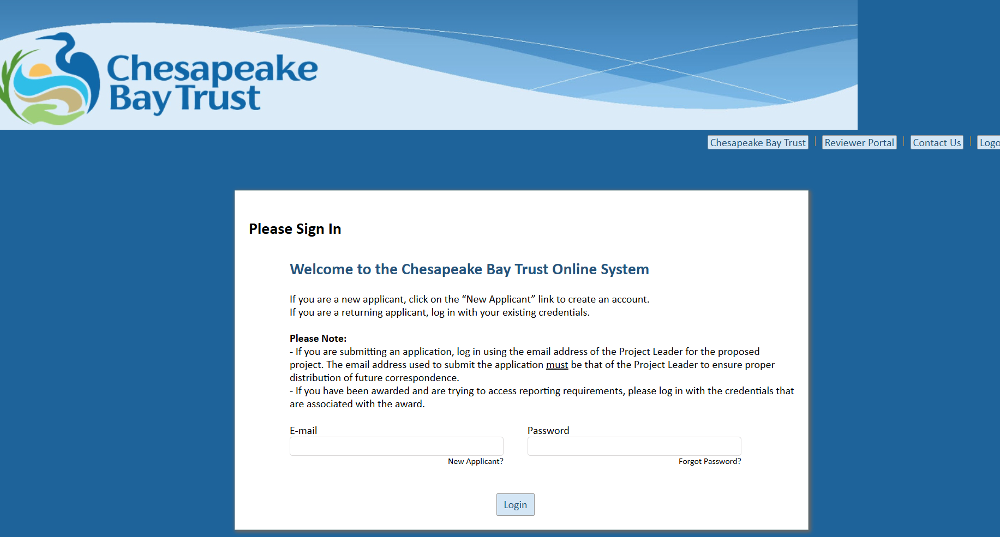 Chesapeake
Bay Trust
Chesapeake Bay Trust
Reviewer Portal
Contact Us
Logo
Please Sign In
Welcome to the Chesapeake Bay Trust Online System
If you are a new applicant, click on the “New Applicant” link to create an account.
If you are a returning applicant, log in with your existing credentials.
Please Note:
- If you are submitting an application, log in using the email address of the Project Leader for the proposed
project. The email address used to submit the application must be that of the Project Leader to ensure proper
distribution of future correspondence.
- If you have been awarded and are trying to access reporting requirements, please log in with the credentials that
are associated with the award.
E-mail
Password
New Applicant?
Forgot Password?
Login